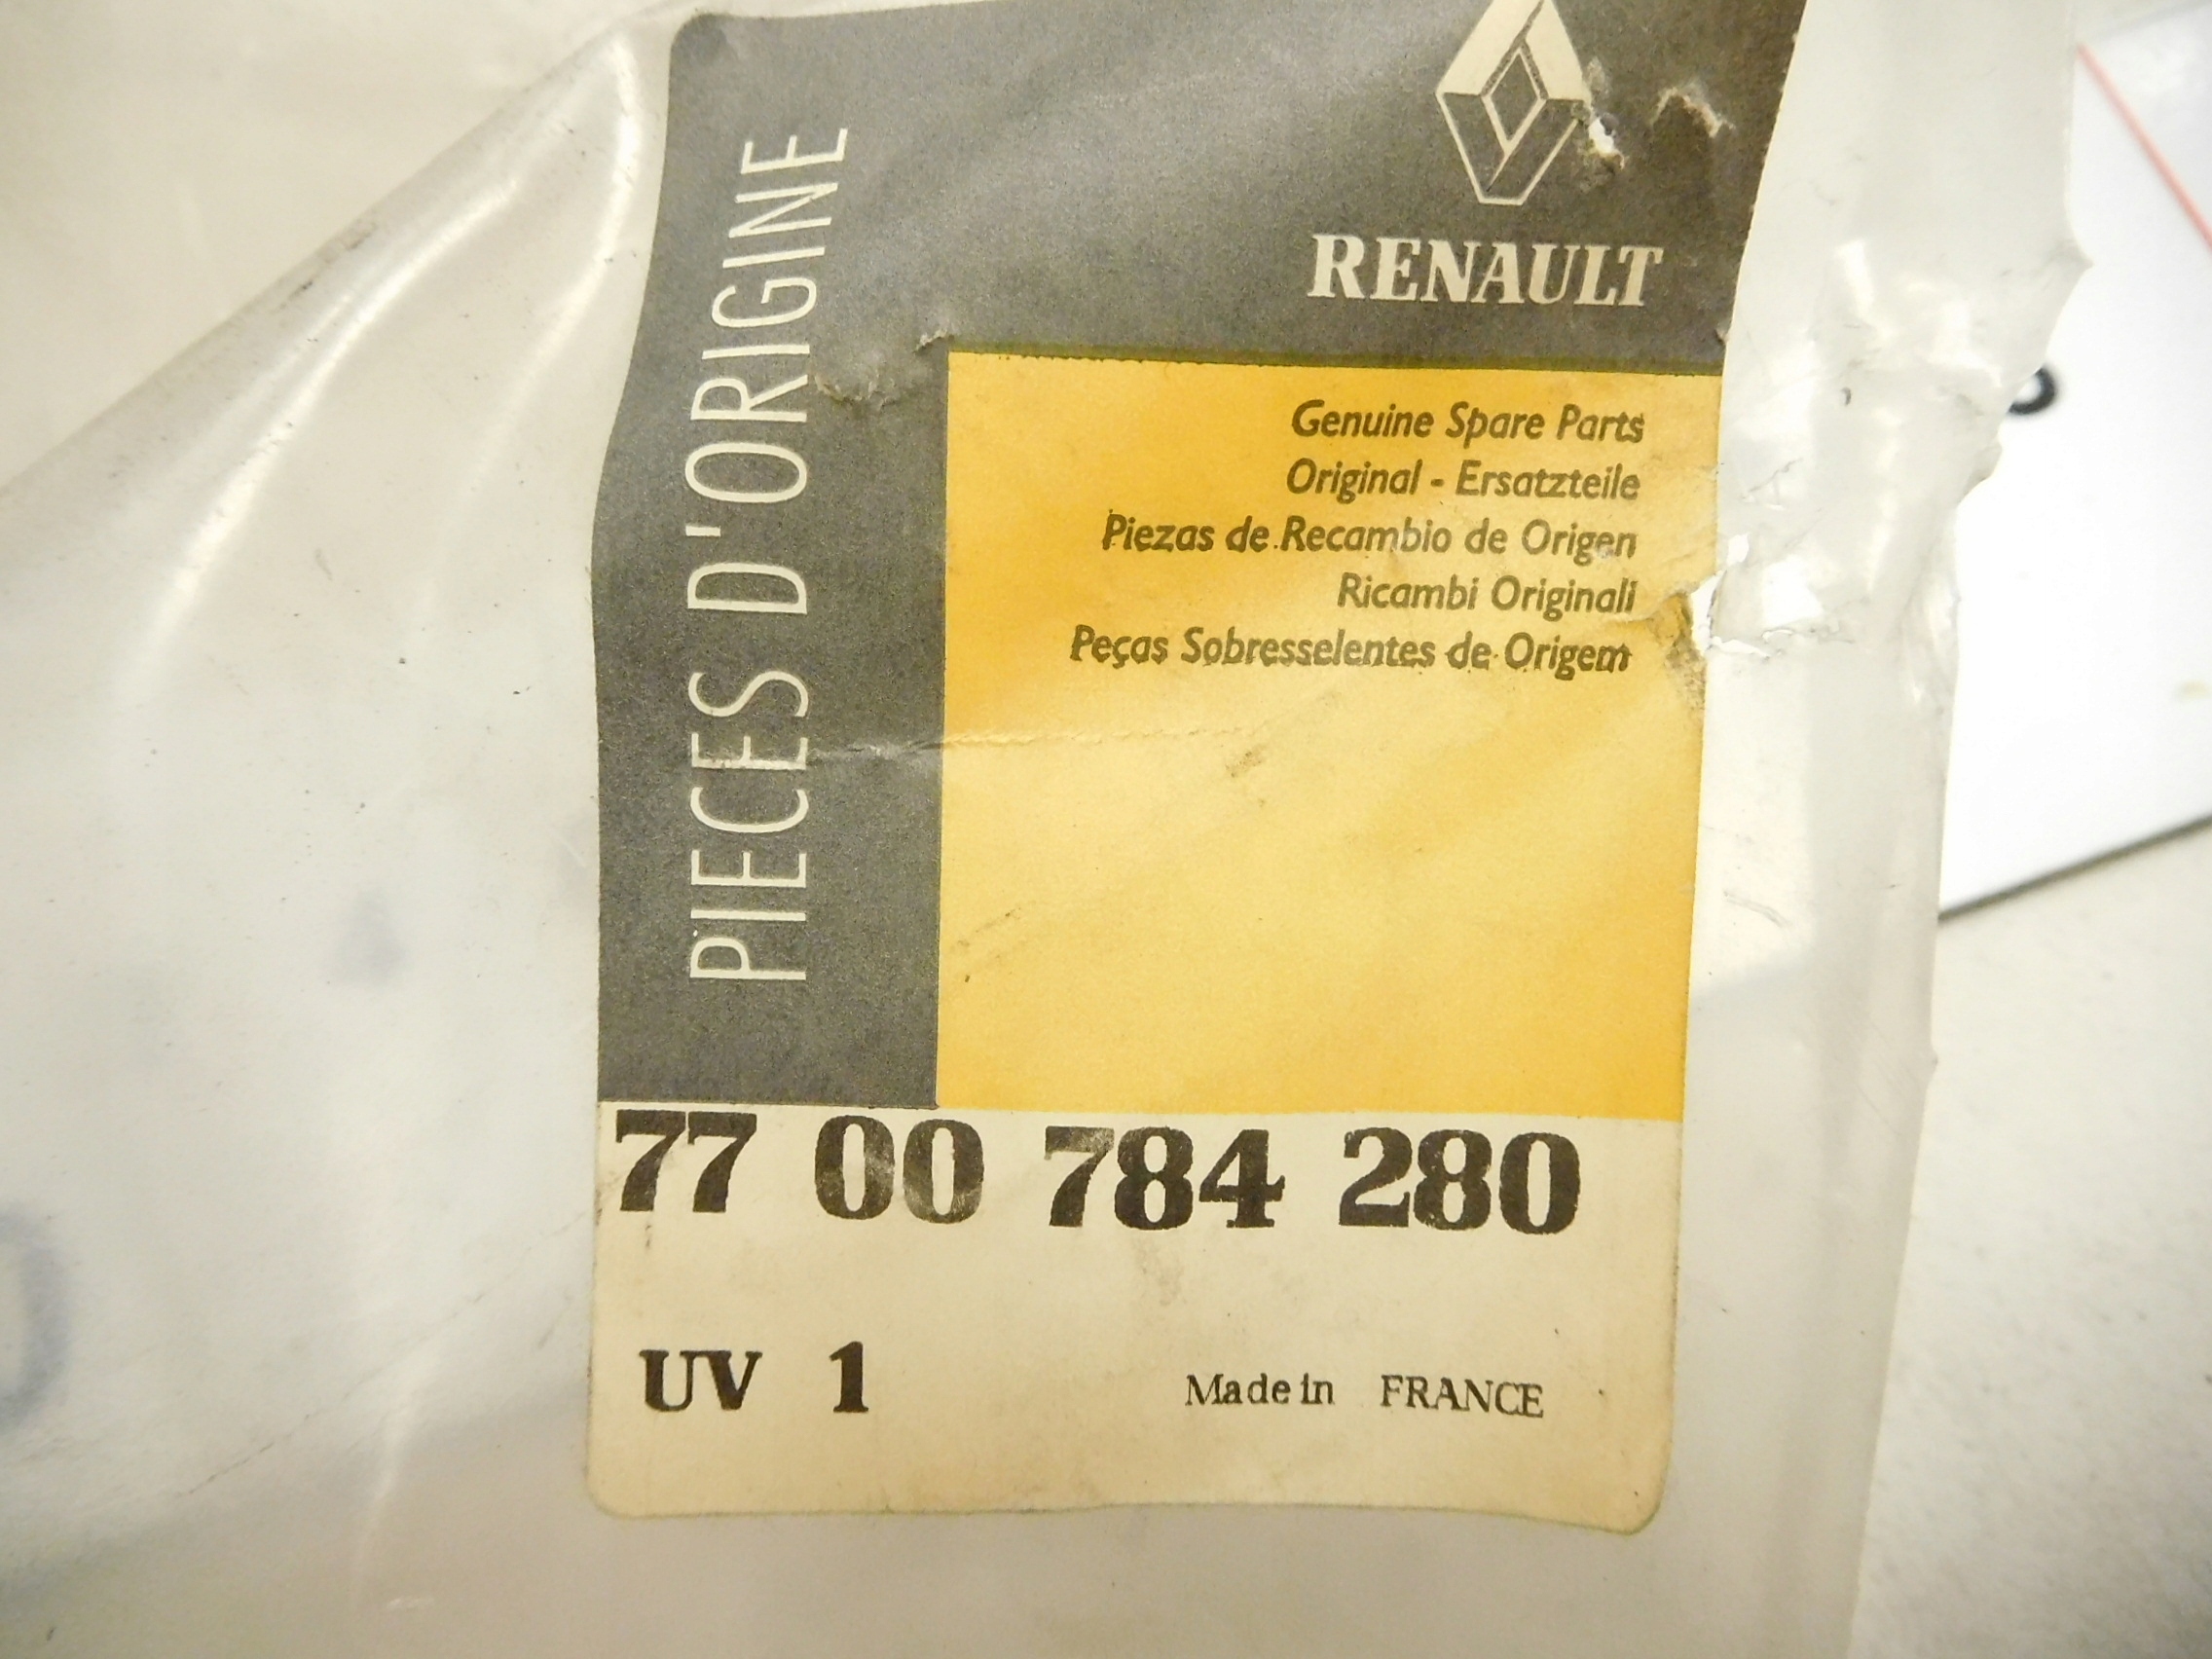 RENAULT
PIECES D'ORIGINE
Genuine Spare Parts
Original - Ersatzteile
Piezas de Recambio de Origen
Ricambi Originali
Peças Sobresselentes de Origem
77 00 784 280
UV 1 Made in FRANCE